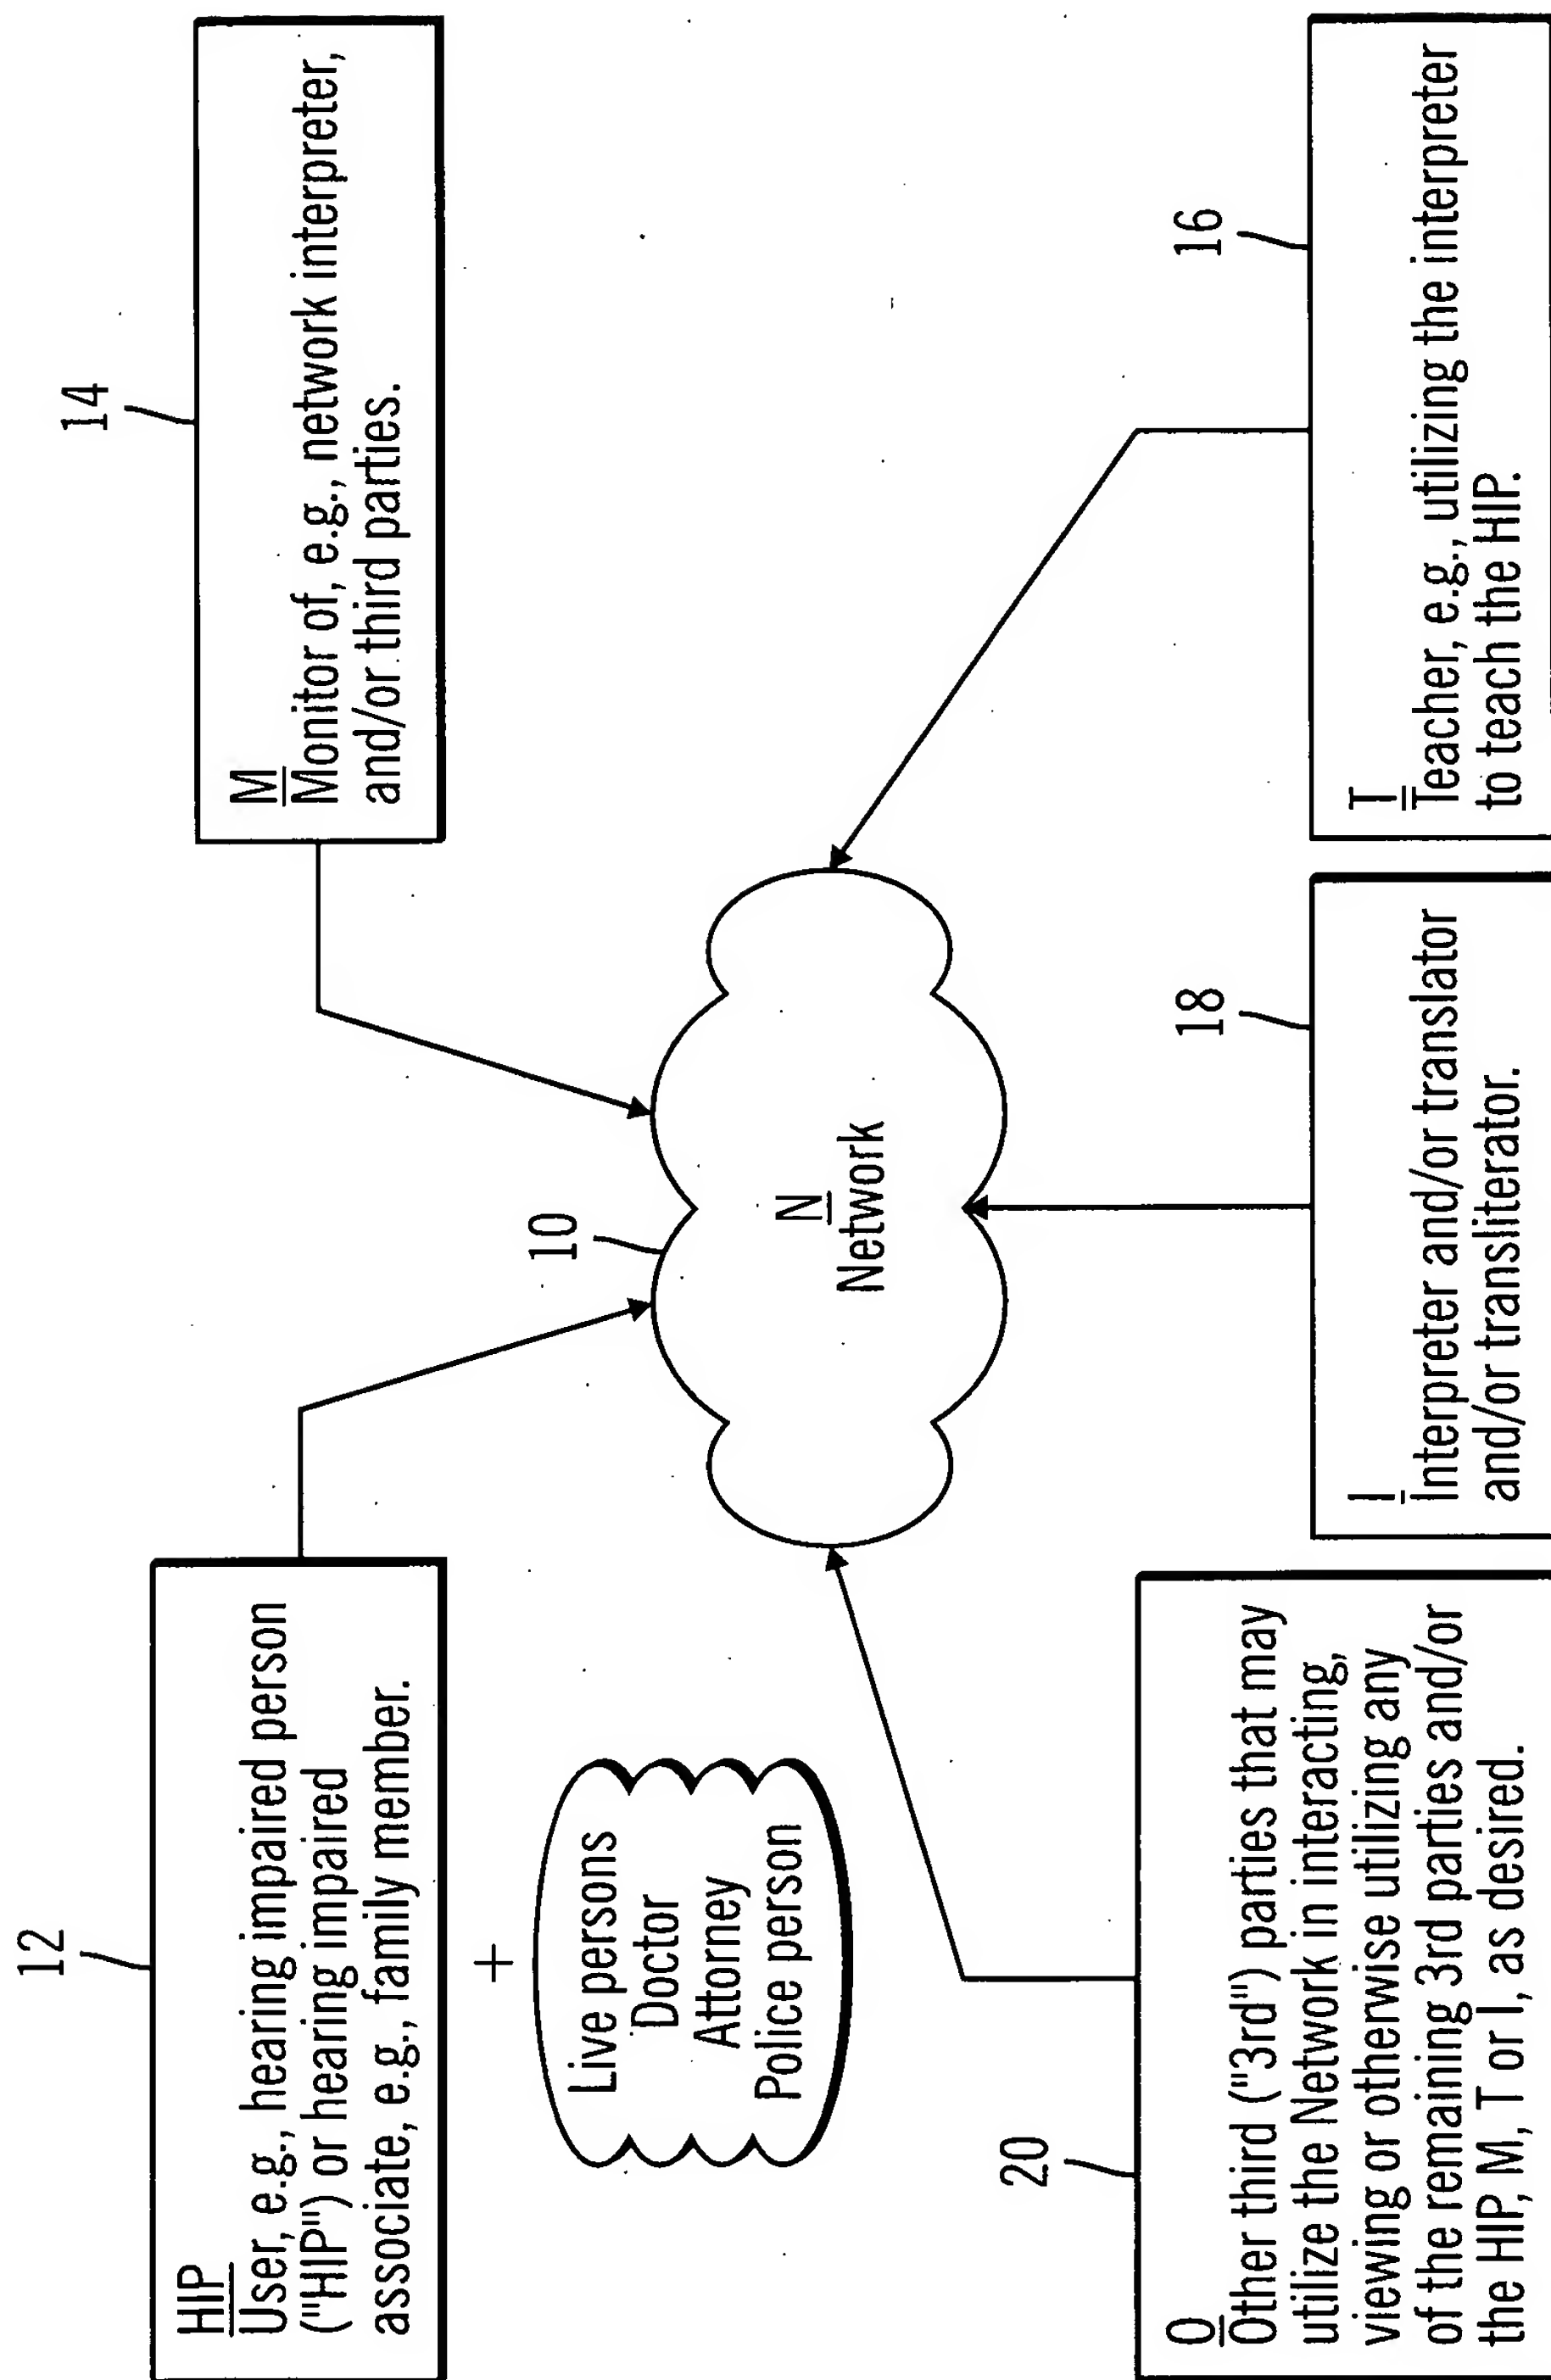 12
HIP
User, e.g., hearing impaired person
("HIP") or hearing impaired
associate, e.g., family member.
+
Live persons
Doctor
Attorney
Police person
14
M
Monitor of, e.g., network interpreter,
and/or third parties.
10
N
Network
20
O
Other third ("3rd") parties that may
utilize the Network in interacting,
viewing or otherwise utilizing any
of the remaining 3rd parties and/or
the HIP, M, T or I, as desired.
18
I
Interpreter and/or translator
and/or transliterator.
16
T
Teacher, e.g., utilizing the interpreter
to teach the HIP.